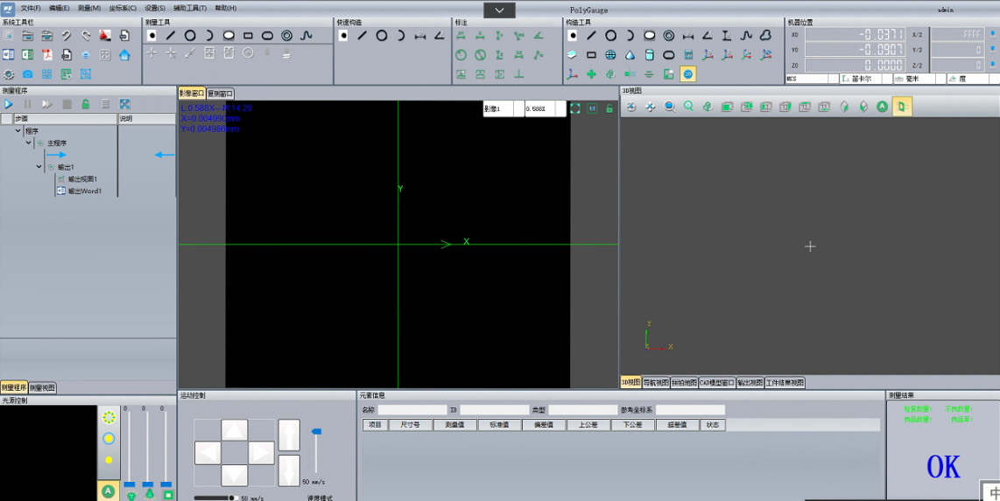 文件(F) 编辑(E) 测量(M) 坐标系(C) 设置(S) 辅助工具(T) 帮助(H) PolyGauge admin
系统工具栏 测量工具 快速构造 标注 构造工具 机器位置
X0 -0.0371 X/2 FFFF
Y0 -0.0907 Y/2 0
Z0 0.0000 Z/2 0
MCS 笛卡尔 毫米 度
测量程序 影像窗口 复测窗口 3D视图
L:0.588X---M:14.29
X=0.004990mm
Y=0.004986mm
影像1 0.588X 1:1
步骤 说明
程序
主程序
输出1
输出视图1
输出Word1
Y
X
Y
X
测量程序 测量视图
3D视图 导航视图 拼拍地图 CAD模型窗口 输出视图 工件结果视图
光源控制 运动控制 元素信息 测量结果
0 0 0
名称 ID 类型 参考坐标系
项目 尺寸号 测量值 标准值 偏差值 上公差 下公差 超差值 状态
检查数量: 不良数量:
良品数量: 良品率:
OK
50 mm/s
A
50 mm/s 速度模式
中